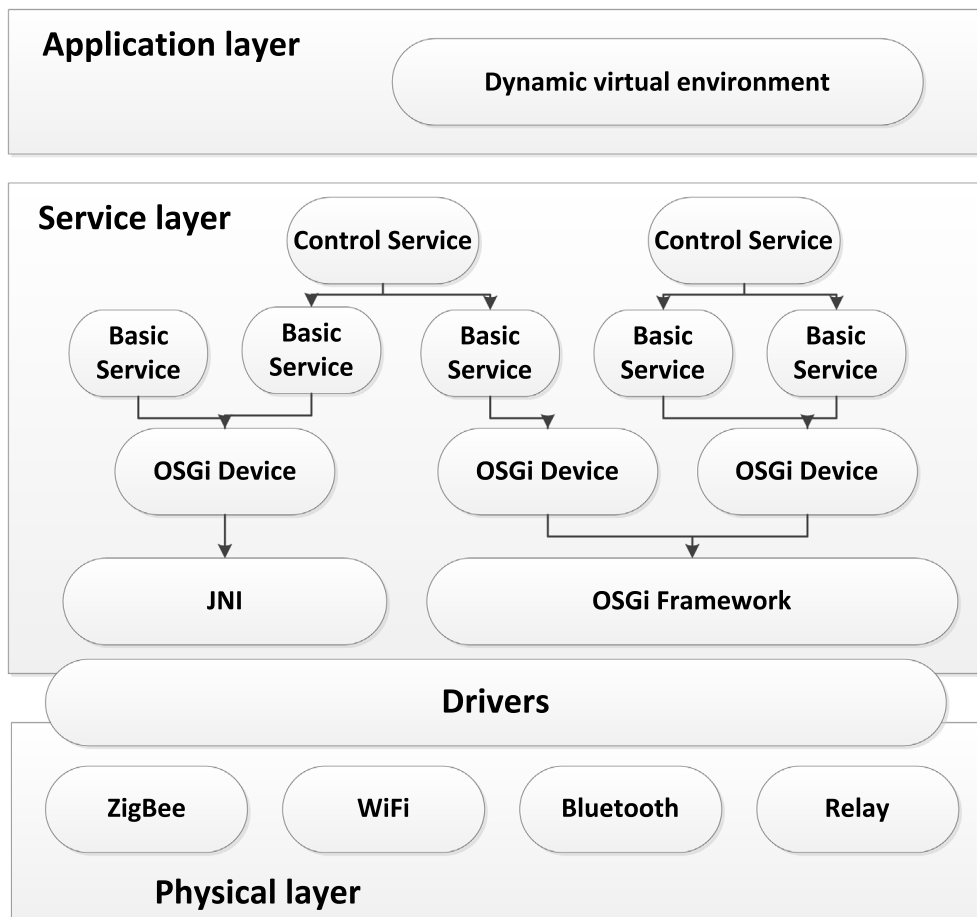 Application layer
Dynamic virtual environment
Service layer
Control Service
Control Service
Basic
Service
Basic
Service
Basic
Service
Basic
Service
Basic
Service
OSGi Device
OSGi Device
OSGi Device
JNI
OSGi Framework
Drivers
ZigBee
WiFi
Bluetooth
Relay
Physical layer